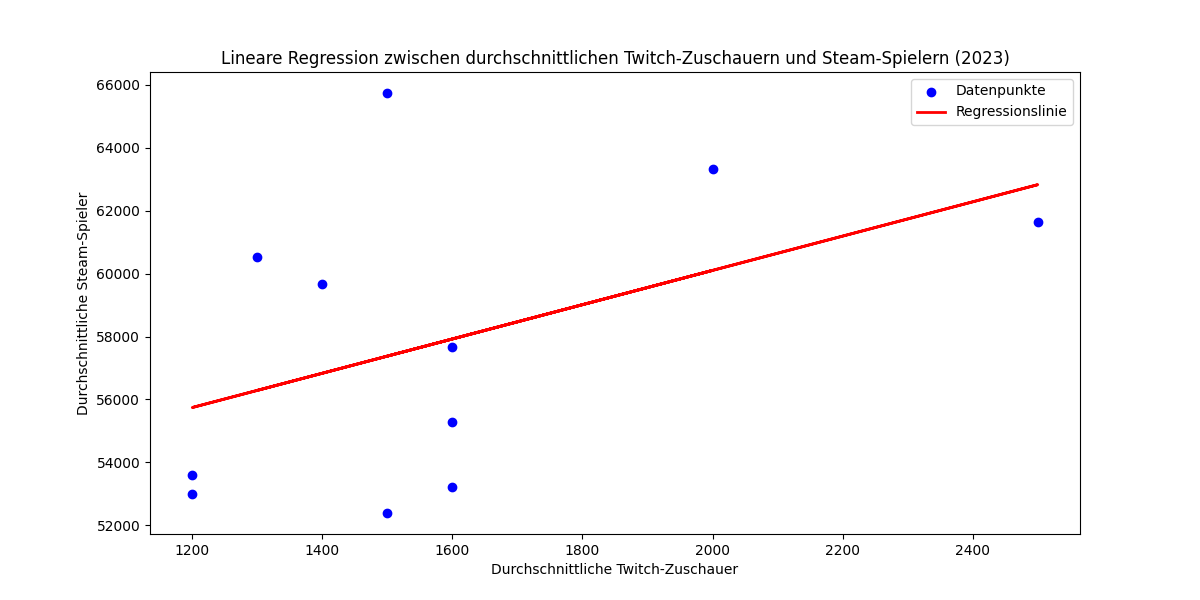 Lineare Regression zwischen durchschnittlichen Twitch-Zuschauern und Steam-Spielern (2023)
Datenpunkte
Regressionslinie
Durchschnittliche Steam-Spieler
66000
64000
62000
60000
58000
56000
54000
52000
1200 1400 1600 1800 2000 2200 2400
Durchschnittliche Twitch-Zuschauer